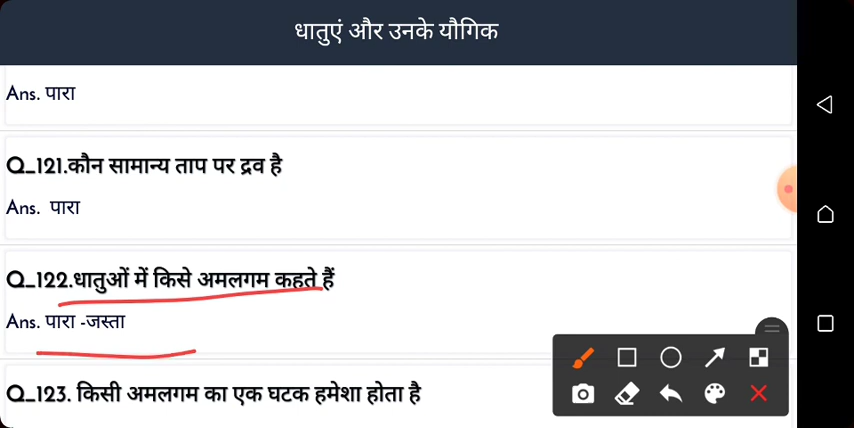 धातुएं और उनके यौगिक
Ans. पारा
Q_121.कौन सामान्य ताप पर द्रव है
Ans. पारा
Q_122.धातुओं में किसे अमलगम कहते हैं
Ans. पारा -जस्ता
Q_123. किसी अमलगम का एक घटक हमेशा होता है